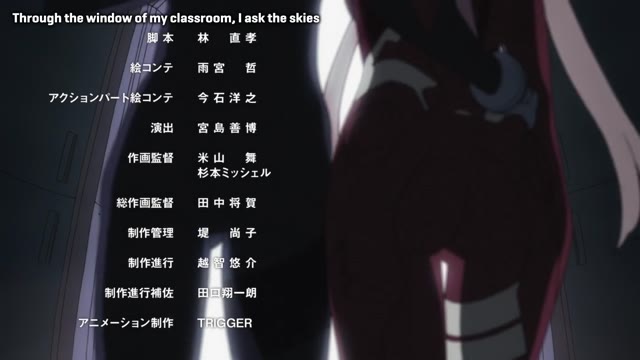 Through the window of my classroom, I ask the skies
脚本 林 直孝
絵コンテ 雨宮 哲
アクションパート絵コンテ 今石洋之
演出 宮島善博
作画監督 米山 舞
杉本ミッシェル
総作画監督 田中将賀
制作管理 堤 尚子
制作進行 越智悠介
制作進行補佐 田口翔一朗
アニメーション制作 TRIGGER